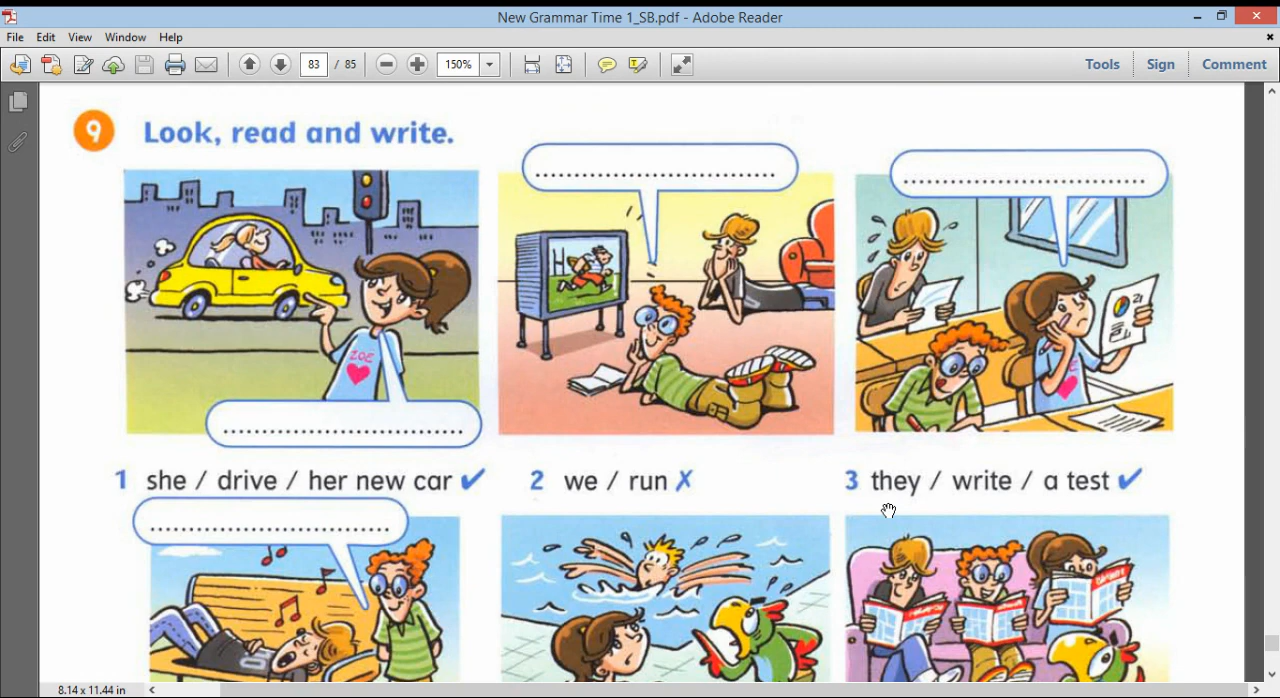 New Grammar Time 1_SB.pdf - Adobe Reader
File Edit View Window Help
83 / 85 150% Tools Sign Comment
9 Look, read and write.
ZOE
1 she / drive / her new car ✔
2 we / run ✗
3 they / write / a test ✔
8.14 x 11.44 in